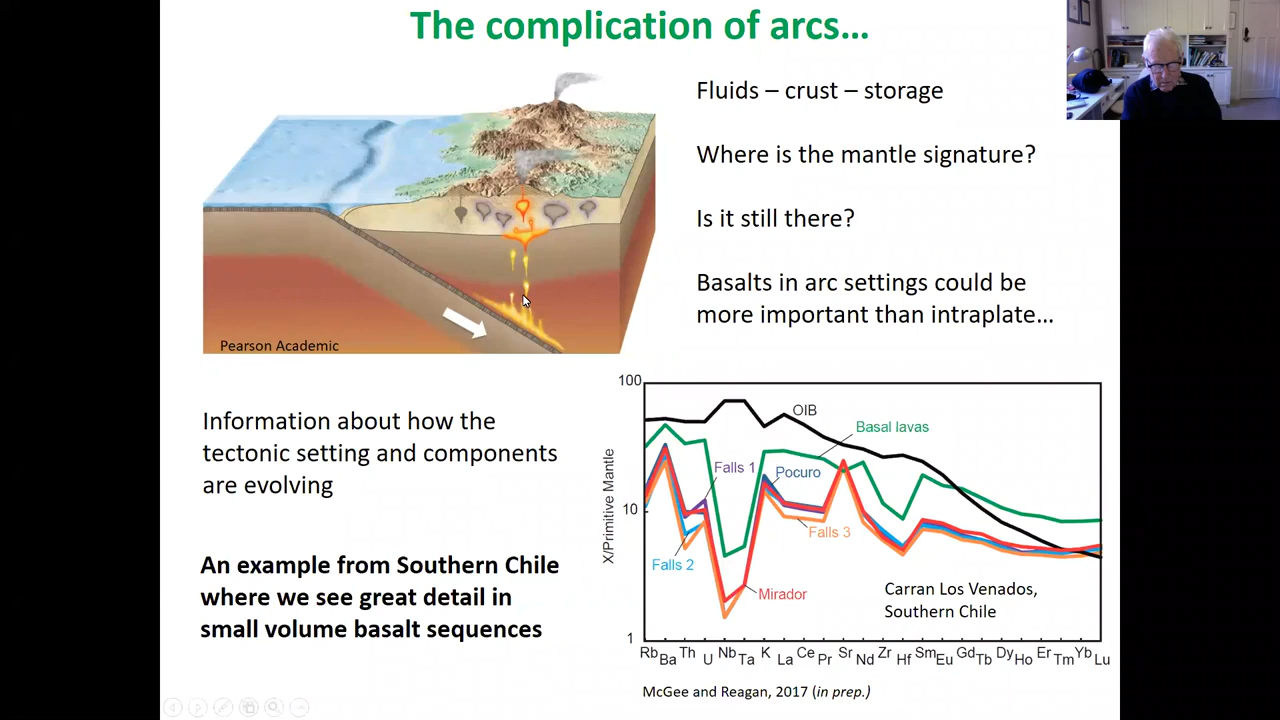 The complication of arcs...
Fluids – crust – storage
Where is the mantle signature?
Is it still there?
Basalts in arc settings could be
more important than intraplate...
Pearson Academic
Information about how the
tectonic setting and components
are evolving
An example from Southern Chile
where we see great detail in
small volume basalt sequences
100
10
1
X/Primitive Mantle
OIB
Basal lavas
Falls 1
Pocuro
Falls 3
Falls 2
Mirador
Carran Los Venados,
Southern Chile
Rb Ba Th U Nb Ta K La Ce Pr Sr Nd Zr Hf Sm Eu Gd Tb Dy Ho Er Tm Yb Lu
McGee and Reagan, 2017 (in prep.)